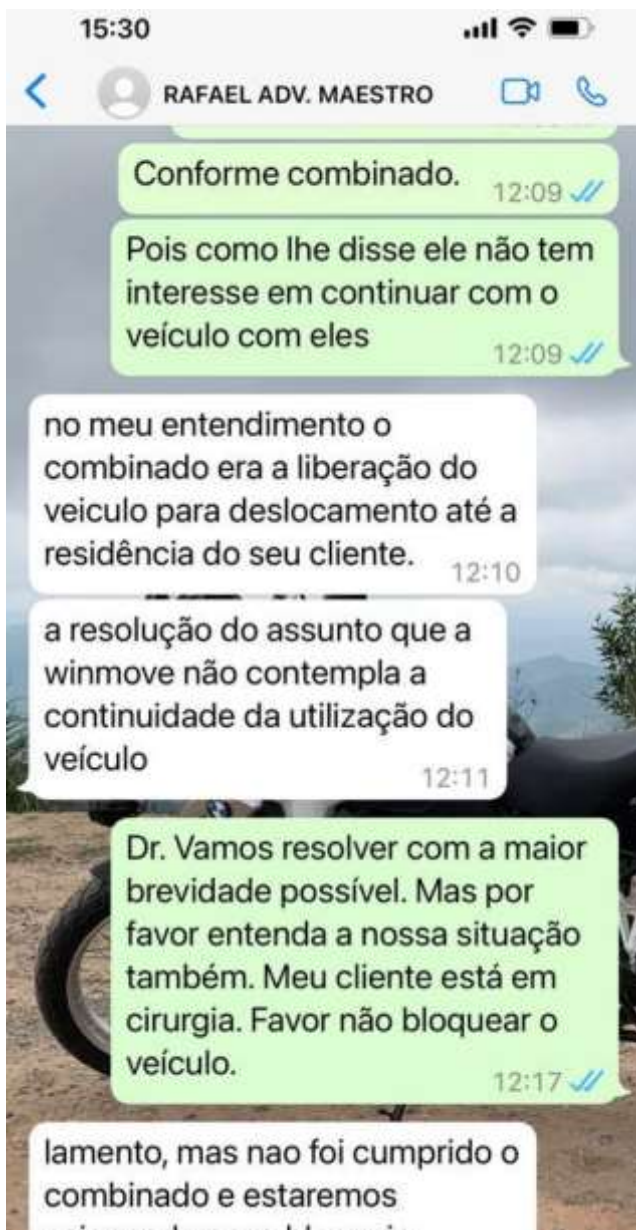 15:30
RAFAEL ADV. MAESTRO
Conforme combinado.
12:09
Pois como lhe disse ele não tem
interesse em continuar com o
veículo com eles
12:09
no meu entendimento o
combinado era a liberação do
veiculo para deslocamento até a
residência do seu cliente.
12:10
a resolução do assunto que a
winmove não contempla a
continuidade da utilização do
veículo
12:11
Dr. Vamos resolver com a maior
brevidade possível. Mas por
favor entenda a nossa situação
também. Meu cliente está em
cirurgia. Favor não bloquear o
veículo.
12:17
lamento, mas nao foi cumprido o
combinado e estaremos